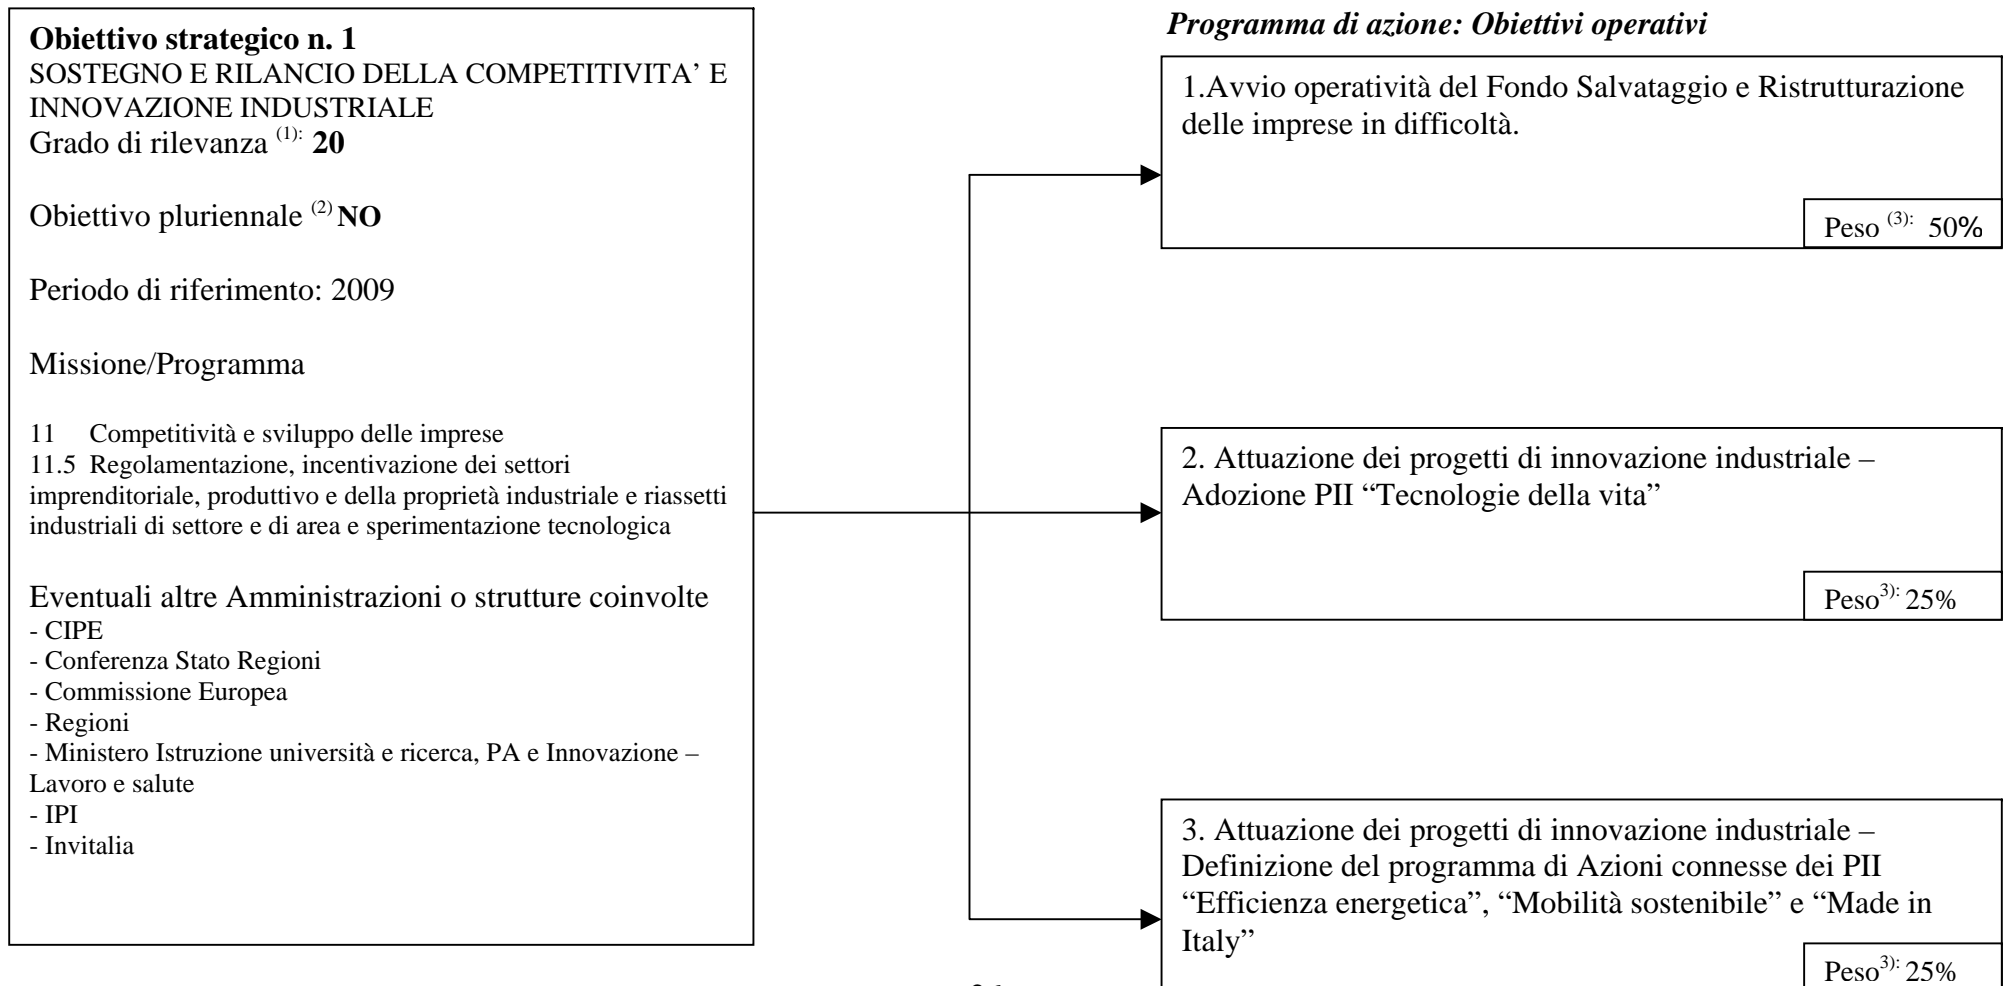 Obiettivo strategico n. 1
SOSTEGNO E RILANCIO DELLA COMPETITIVITA’ E
INNOVAZIONE INDUSTRIALE
Grado di rilevanza (1): 20
Obiettivo pluriennale (2) NO
Periodo di riferimento: 2009
Missione/Programma
11 Competitività e sviluppo delle imprese
11.5 Regolamentazione, incentivazione dei settori
imprenditoriale, produttivo e della proprietà industriale e riassetti
industriali di settore e di area e sperimentazione tecnologica
Eventuali altre Amministrazioni o strutture coinvolte
- CIPE
- Conferenza Stato Regioni
- Commissione Europea
- Regioni
- Ministero Istruzione università e ricerca, PA e Innovazione –
Lavoro e salute
- IPI
- Invitalia
Programma di azione: Obiettivi operativi
1.Avvio operatività del Fondo Salvataggio e Ristrutturazione
delle imprese in difficoltà.
Peso (3): 50%
2. Attuazione dei progetti di innovazione industriale –
Adozione PII “Tecnologie della vita”
Peso3): 25%
3. Attuazione dei progetti di innovazione industriale –
Definizione del programma di Azioni connesse dei PII
“Efficienza energetica”, “Mobilità sostenibile” e “Made in
Italy”
Peso3): 25%